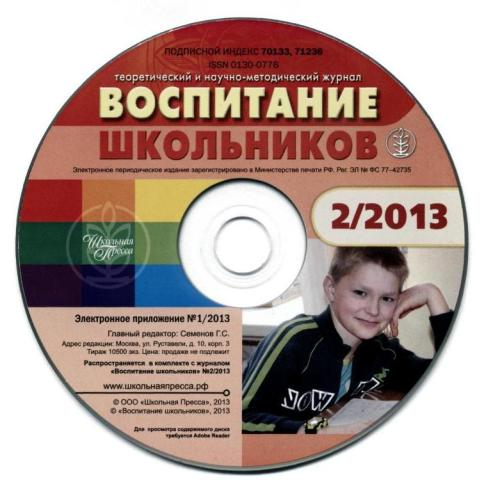 ПОДПИСНОЙ ИНДЕКС 70133, 71236
ISSN 0130-0776
теоретический и научно-методический журнал
ВОСПИТАНИЕ
ШКОЛЬНИКОВ
Электронное периодическое издание зарегистрировано в Министерстве печати РФ. Рег. ЭЛ № ФС 77-42735
2/2013
Школьная
Пресса
Электронное приложение №1/2013
Главный редактор: Семенов Г.С.
Адрес редакции: Москва, ул. Руставели, д. 10, корп. 3
Тираж 10500 экз. Цена: продаже не подлежит
Распространяется в комплекте с журналом
«Воспитание школьников» №2/2013
www.школьнаяпресса.рф
© ООО «Школьная Пресса», 2013
© «Воспитание школьников», 2013
Для просмотра содержимого диска
требуется Adobe Reader